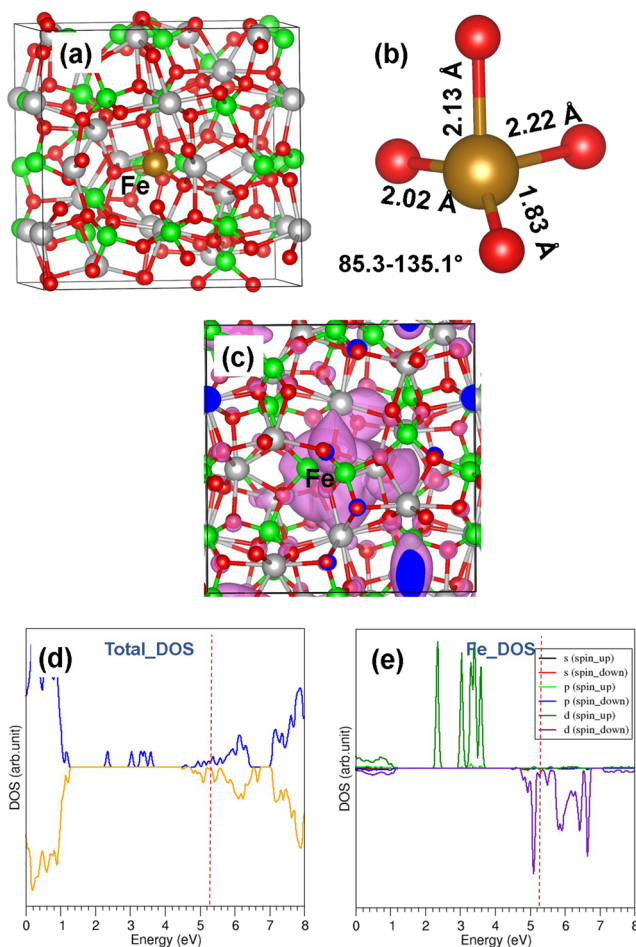 (a)
Fe
(b)
2.13 Å
2.22 Å
2.02 Å
1.83 Å
85.3-135.1°
(c)
Fe
(d)
Total_DOS
DOS (arb.unit)
0 1 2 3 4 5 6 7 8
Energy (eV)
(e)
Fe_DOS
s (spin_up)
s (spin_down)
p (spin_up)
p (spin_down)
d (spin_up)
d (spin_down)
DOS (arb.unit)
0 1 2 3 4 5 6 7 8
Energy (eV)